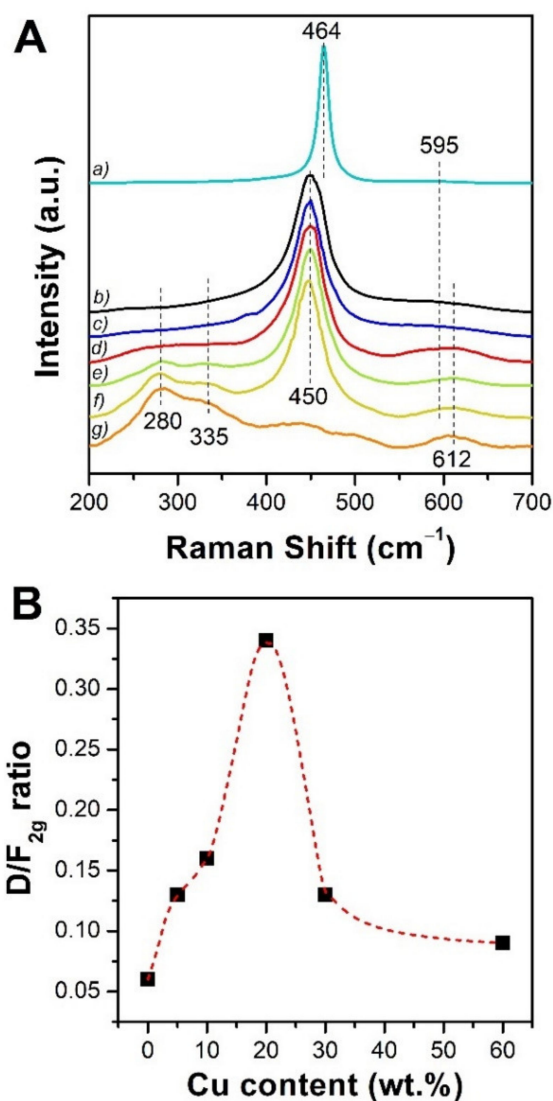 A
464
595
a)
b)
c)
d)
e)
f)
g)
280
335
450
612
Intensity (a.u.)
200 300 400 500 600 700
Raman Shift (cm⁻¹)
B
0.35
0.30
0.25
0.20
0.15
0.10
0.05
D/F₂g ratio
0 10 20 30 40 50 60
Cu content (wt.%)